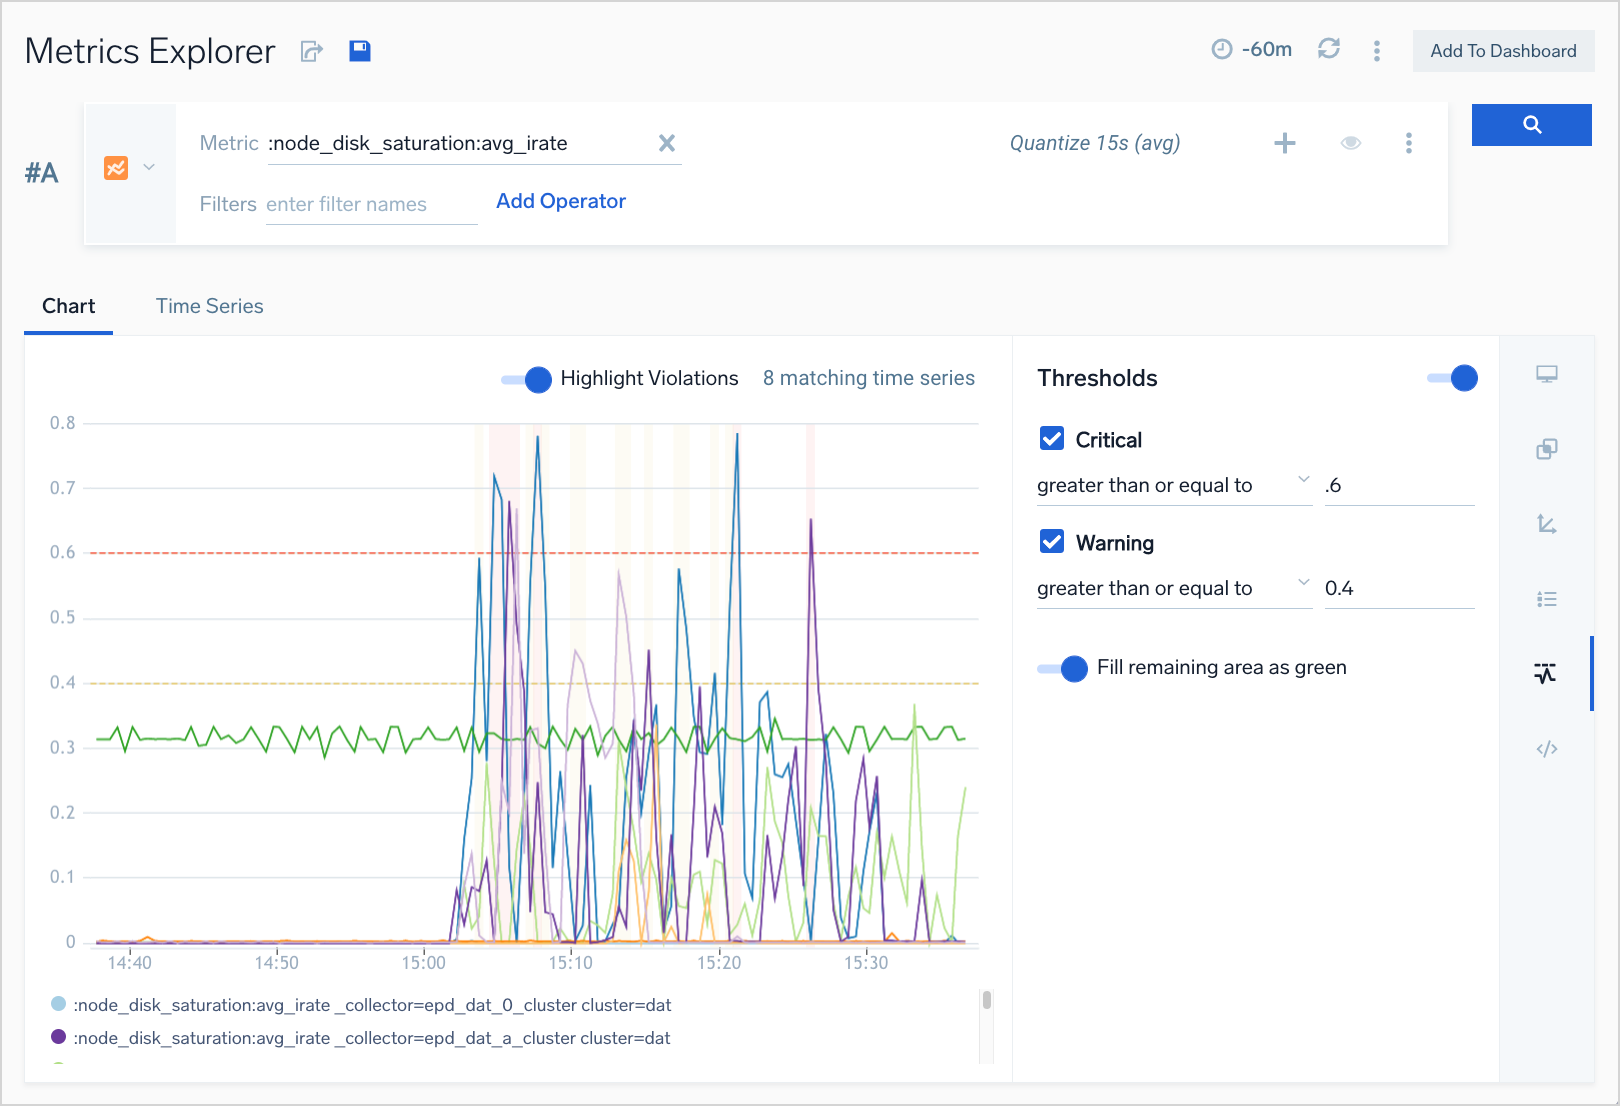 Metrics Explorer
-60m
Add To Dashboard
#A
Metric :node_disk_saturation:avg_irate
Quantize 15s (avg)
Filters enter filter names
Add Operator
Chart
Time Series
Highlight Violations
8 matching time series
0.8
0.7
0.6
0.5
0.4
0.3
0.2
0.1
0
14:40 14:50 15:00 15:10 15:20 15:30
:node_disk_saturation:avg_irate _collector=epd_dat_0_cluster cluster=dat
:node_disk_saturation:avg_irate _collector=epd_dat_a_cluster cluster=dat
Thresholds
Critical
greater than or equal to .6
Warning
greater than or equal to 0.4
Fill remaining area as green